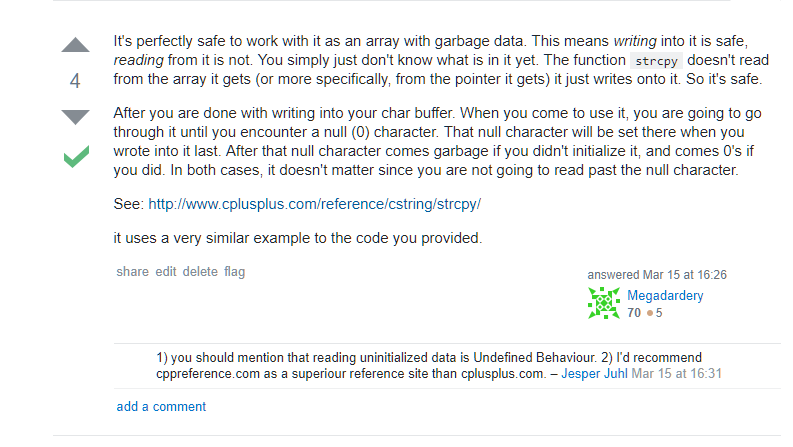 It's perfectly safe to work with it as an array with garbage data. This means writing into it is safe,
reading from it is not. You simply just don't know what is in it yet. The function strcpy doesn't read
from the array it gets (or more specifically, from the pointer it gets) it just writes onto it. So it's safe.
4
After you are done with writing into your char buffer. When you come to use it, you are going to go
through it until you encounter a null (0) character. That null character will be set there when you
wrote into it last. After that null character comes garbage if you didn't initialize it, and comes 0's if
you did. In both cases, it doesn't matter since you are not going to read past the null character.
See: http://www.cplusplus.com/reference/cstring/strcpy/
it uses a very similar example to the code you provided.
share edit delete flag
answered Mar 15 at 16:26
Megadardery
70 5
1) you should mention that reading uninitialized data is Undefined Behaviour. 2) I'd recommend
cppreference.com as a superiour reference site than cplusplus.com. – Jesper Juhl Mar 15 at 16:31
add a comment